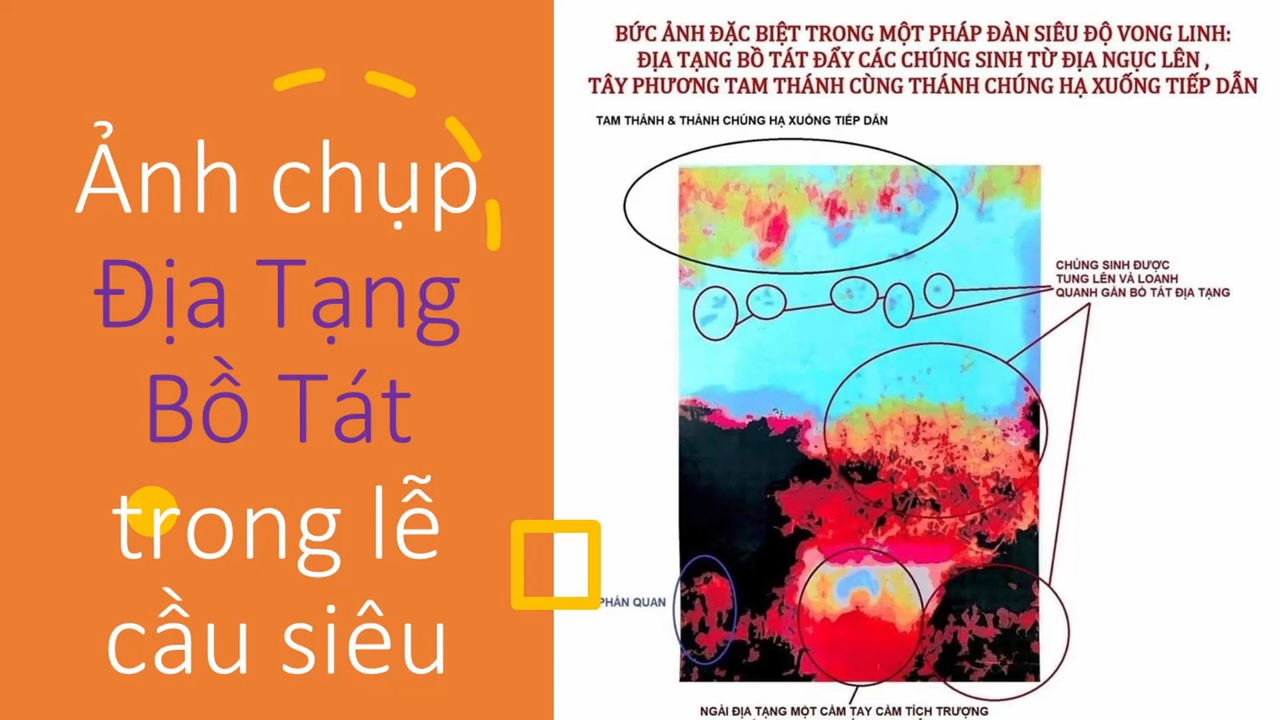 Ảnh chụp
Địa Tạng
Bồ Tát
trong lễ
cầu siêu
BỨC ẢNH ĐẶC BIỆT TRONG MỘT PHÁP ĐÀN SIÊU ĐỘ VONG LINH:
ĐỊA TẠNG BỒ TÁT ĐẨY CÁC CHÚNG SINH TỪ ĐỊA NGỤC LÊN ,
TÂY PHƯƠNG TAM THÁNH CÙNG THÁNH CHÚNG HẠ XUỐNG TIẾP DẪN
TAM THÁNH & THÁNH CHÚNG HẠ XUỐNG TIẾP DẪN
CHÚNG SINH ĐƯỢC
TUNG LÊN VÀ LOANH
QUANH GẦN BỒ TÁT ĐỊA TẠNG
PHÁN QUAN
NGÀI ĐỊA TẠNG MỘT CẦM TAY CẦM TÍCH TRƯỢNG